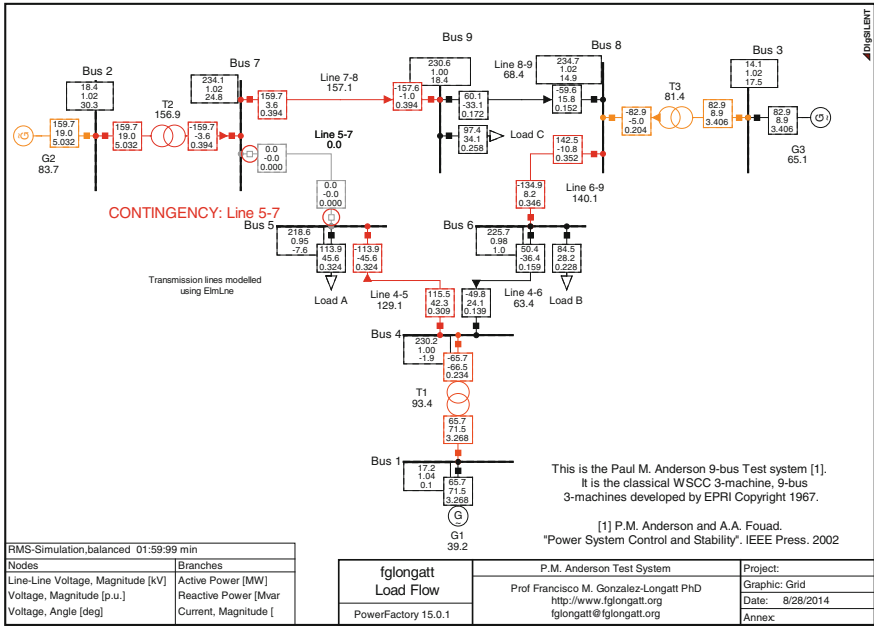 DIgSILENT
Bus 9
Bus 7
Bus 8
Bus 3
Bus 2
18.4
1.02
30.3
234.1
1.02
24.8
230.6
1.00
18.4
234.7
1.02
14.9
14.1
1.02
17.5
Line 7-8
157.1
Line 8-9
68.4
T2
156.9
T3
81.4
159.7
3.6
0.394
-157.6
-1.0
0.394
60.1
-33.1
0.172
-59.6
15.8
0.152
G~
159.7
19.0
5.032
159.7
19.0
5.032
-159.7
-3.6
0.394
G2
83.7
Line 5-7
0.0
0.0
-0.0
0.000
97.4
34.1
0.258
Load C
142.5
-10.8
0.352
-82.9
-5.0
0.204
82.9
8.9
3.406
82.9
8.9
3.406
G~
G3
65.1
0.0
-0.0
0.000
-134.9
8.2
0.346
Line 6-9
140.1
CONTINGENCY: Line 5-7
Bus 5
Bus 6
218.6
0.95
-7.6
113.9
45.6
0.324
-113.9
-45.6
0.324
225.7
0.98
1.0
50.4
-36.4
0.159
84.5
28.2
0.228
Transmission lines modelled
using ElmLne
Load A
Line 4-5
129.1
115.5
42.3
0.309
-49.8
24.1
0.139
Line 4-6
63.4
Load B
Bus 4
230.2
1.00
-1.9
-65.7
-66.5
0.234
T1
93.4
65.7
71.5
3.268
Bus 1
17.2
1.04
0.1
65.7
71.5
3.268
G~
G1
39.2
This is the Paul M. Anderson 9-bus Test system [1].
It is the classical WSCC 3-machine, 9-bus
3-machines developed by EPRI Copyright 1967.
[1] P.M. Anderson and A.A. Fouad.
"Power System Control and Stability". IEEE Press. 2002
RMS-Simulation,balanced 01:59:99 min
Nodes Branches
Line-Line Voltage, Magnitude [kV] Active Power [MW]
Voltage, Magnitude [p.u.] Reactive Power [Mvar
Voltage, Angle [deg] Current, Magnitude [
fglongatt
Load Flow
PowerFactory 15.0.1
P.M. Anderson Test System
Prof Francisco M. Gonzalez-Longatt PhD
http://www.fglongatt.org
fglongatt@fglongatt.org
Project:
Graphic: Grid
Date: 8/28/2014
Annex: